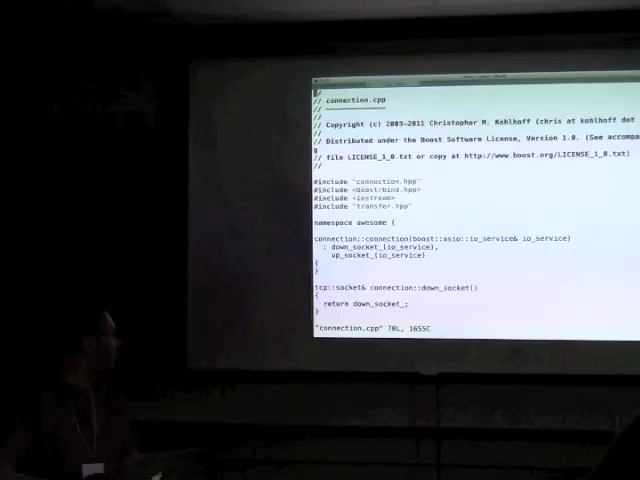 //
// connection.cpp
// ~~~~~~~~~~~~~~
//
// Copyright (c) 2003-2011 Christopher M. Kohlhoff (chris at kohlhoff dot
//
// Distributed under the Boost Software License, Version 1.0. (See accompa
g
// file LICENSE_1_0.txt or copy at http://www.boost.org/LICENSE_1_0.txt)
//
#include "connection.hpp"
#include <boost/bind.hpp>
#include <iostream>
#include "transfer.hpp"
namespace awesome {
connection::connection(boost::asio::io_service& io_service)
: down_socket_(io_service),
up_socket_(io_service)
{
}
tcp::socket& connection::down_socket()
{
return down_socket_;
}
"connection.cpp" 78L, 1655C